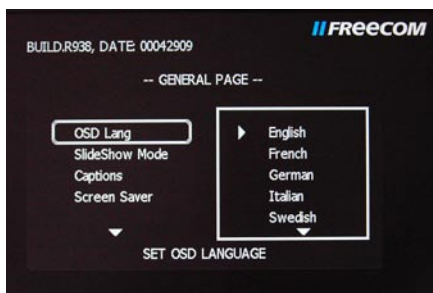 FREECOM
BUILD.R938, DATE 00042909
-- GENERAL PAGE --
OSD Lang
SlideShow Mode
Captions
Screen Saver
English
French
German
Italian
Swedish
SET OSD LANGUAGE